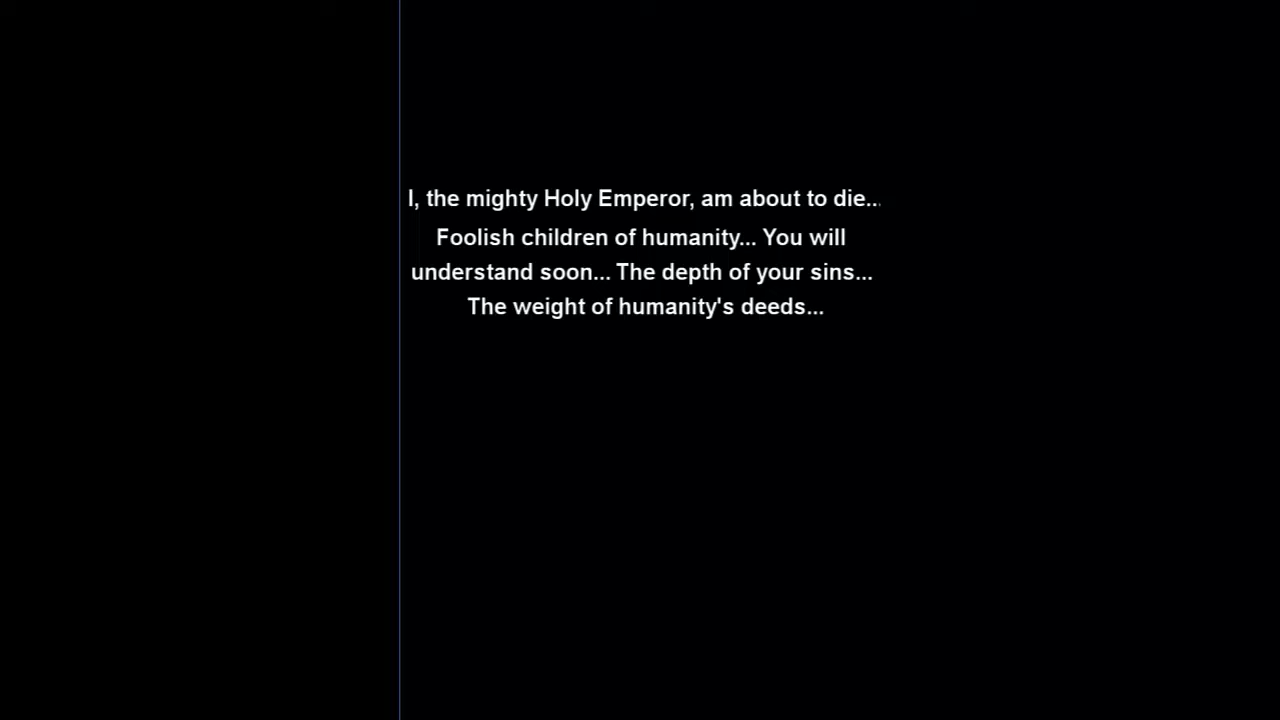 I, the mighty Holy Emperor, am about to die...
Foolish children of humanity... You will
understand soon... The depth of your sins...
The weight of humanity's deeds...